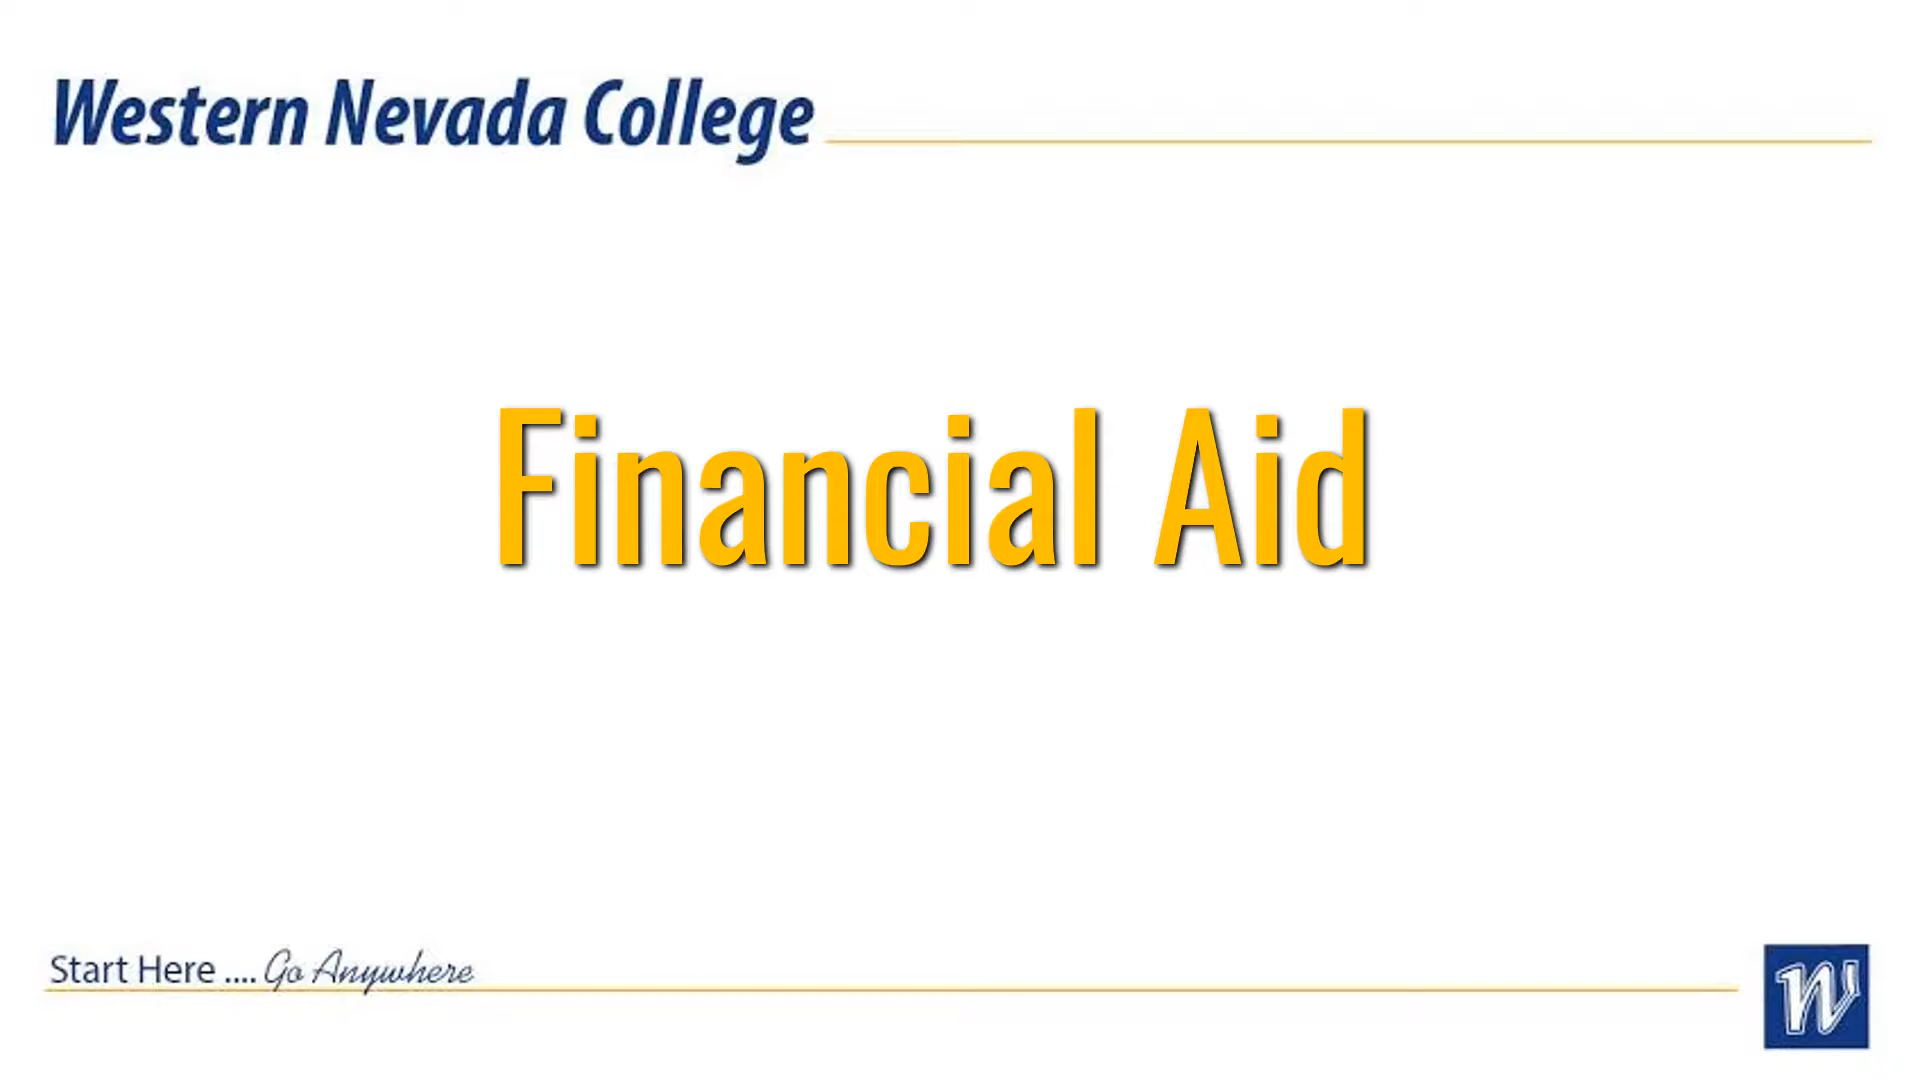 Western Nevada College
Financial Aid
Start Here .... Go Anywhere
W